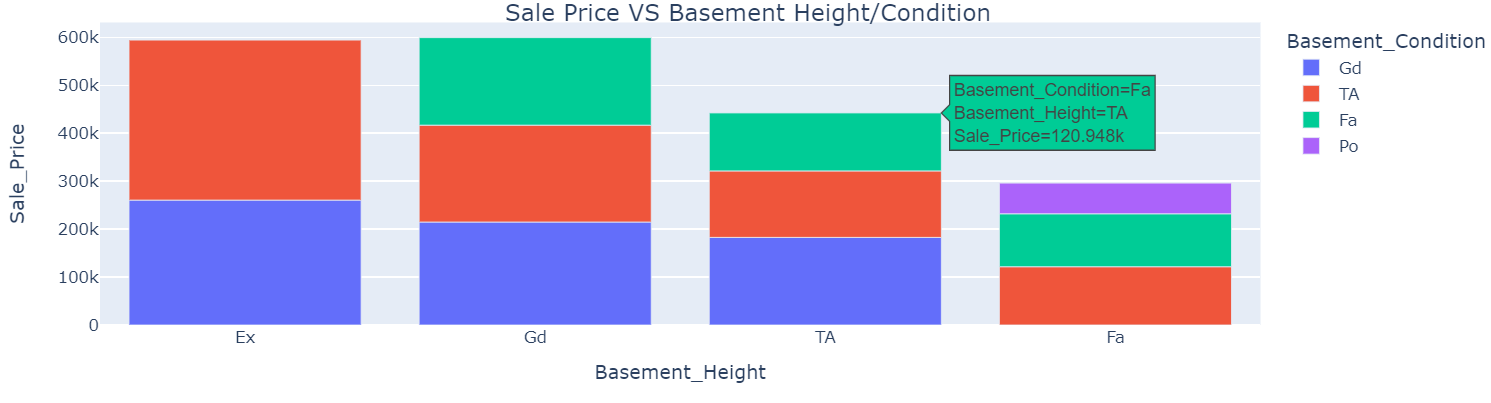 Sale Price VS Basement Height/Condition
Sale_Price
600k
500k
400k
300k
200k
100k
0
Ex
Gd
TA
Fa
Basement_Height
Basement_Condition=Fa
Basement_Height=TA
Sale_Price=120.948k
Basement_Condition
Gd
TA
Fa
Po